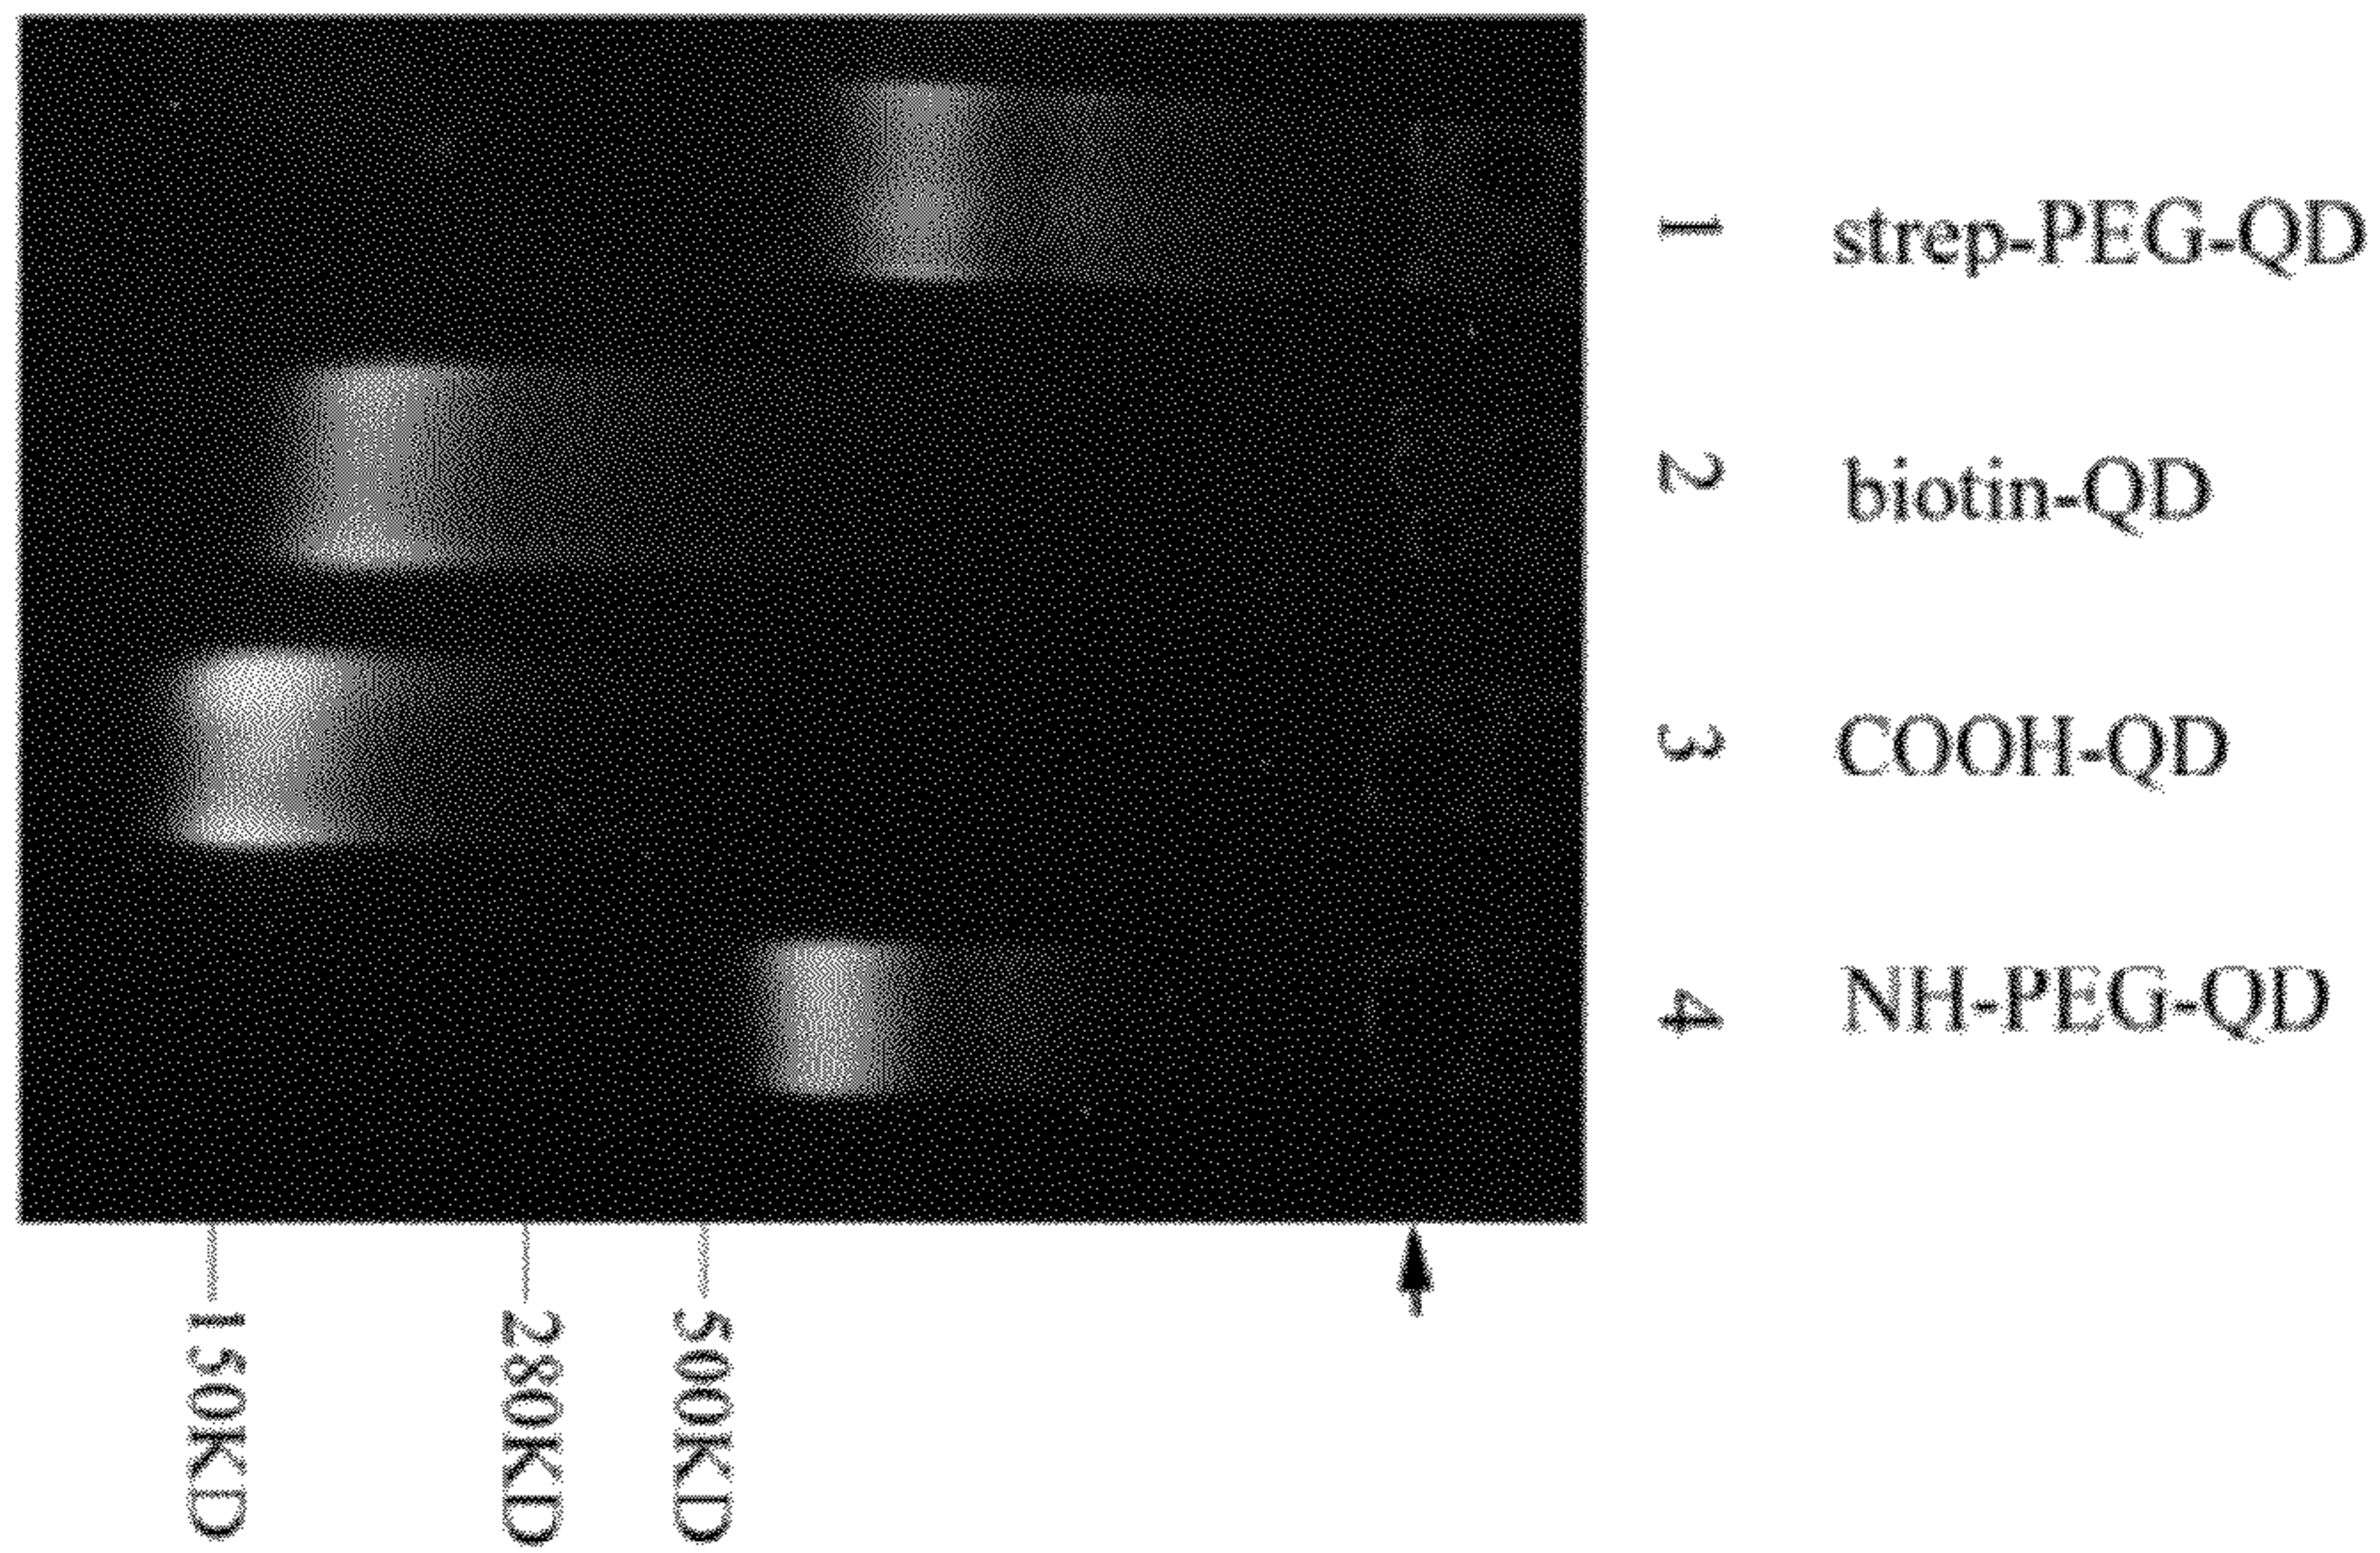 1 strep-PEG-QD
2 biotin-QD
3 COOH-QD
4 NH-PEG-QD
150KD
280KD
500KD